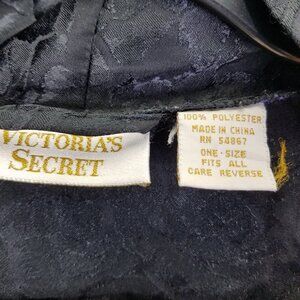 VICTORIA'S
SECRET
100% POLYESTER
MADE IN CHINA
RN 54867
ONE-SIZE
FITS ALL
CARE REVERSE